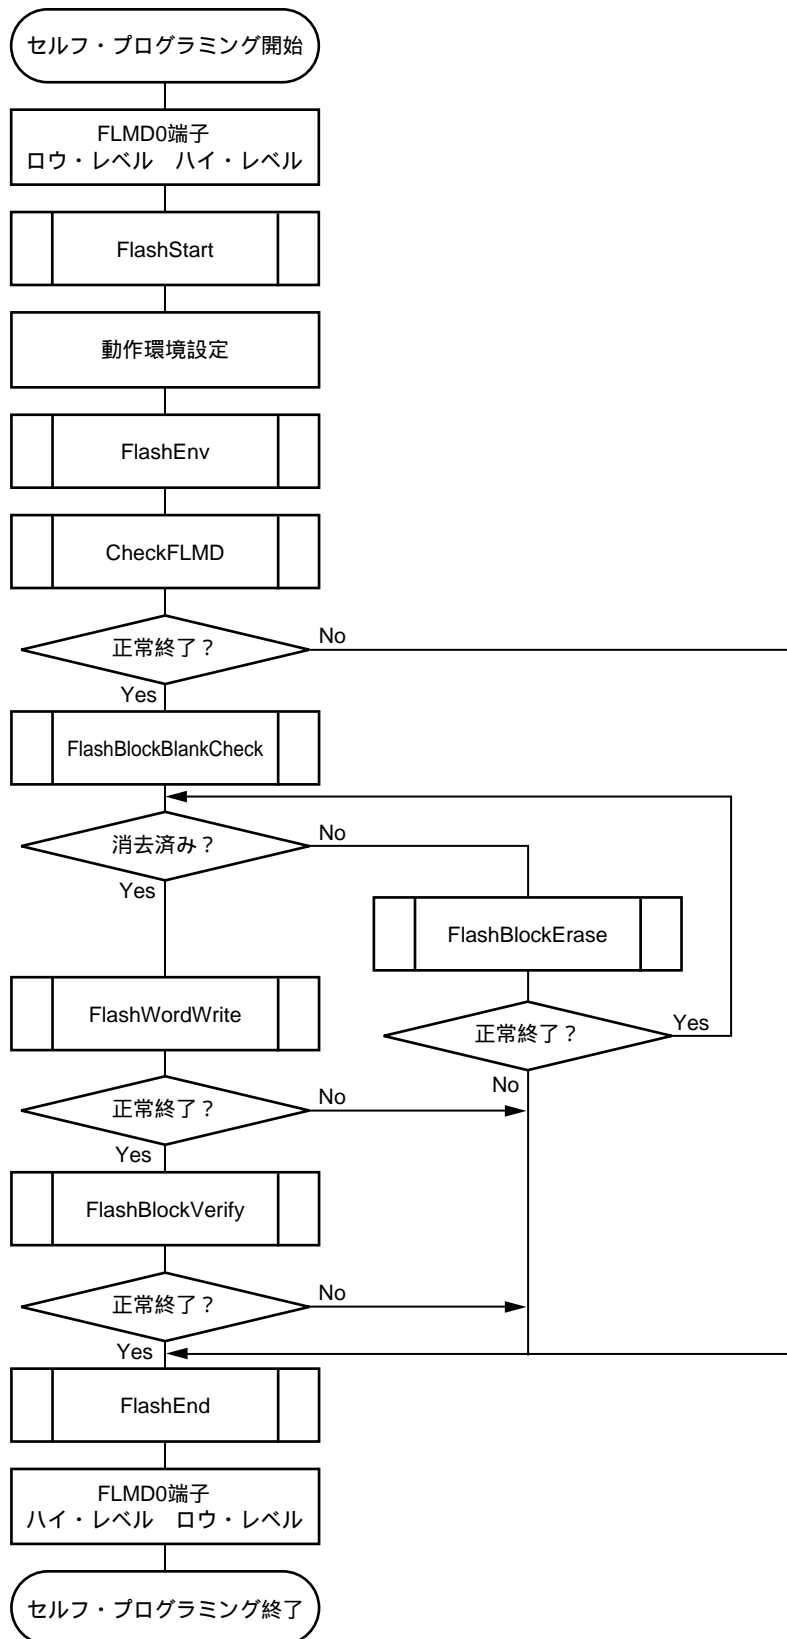 セルフ・プログラミング開始
FLMD0端子
ロウ・レベル　ハイ・レベル
FlashStart
動作環境設定
FlashEnv
CheckFLMD
正常終了？
No
Yes
FlashBlockBlankCheck
消去済み？
No
Yes
FlashBlockErase
FlashWordWrite
正常終了？
Yes
No
正常終了？
No
Yes
FlashBlockVerify
正常終了？
No
Yes
FlashEnd
FLMD0端子
ハイ・レベル　ロウ・レベル
セルフ・プログラミング終了